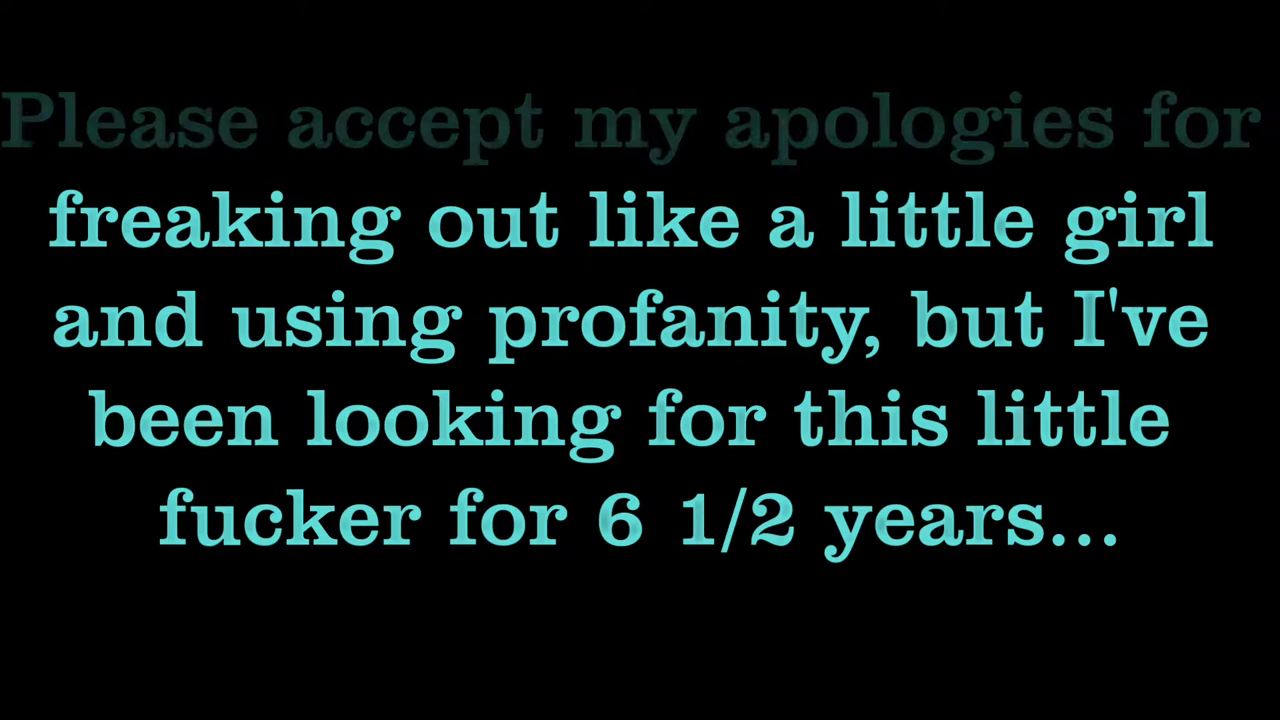 Please accept my apologies for
freaking out like a little girl
and using profanity, but I've
been looking for this little
fucker for 6 1/2 years...